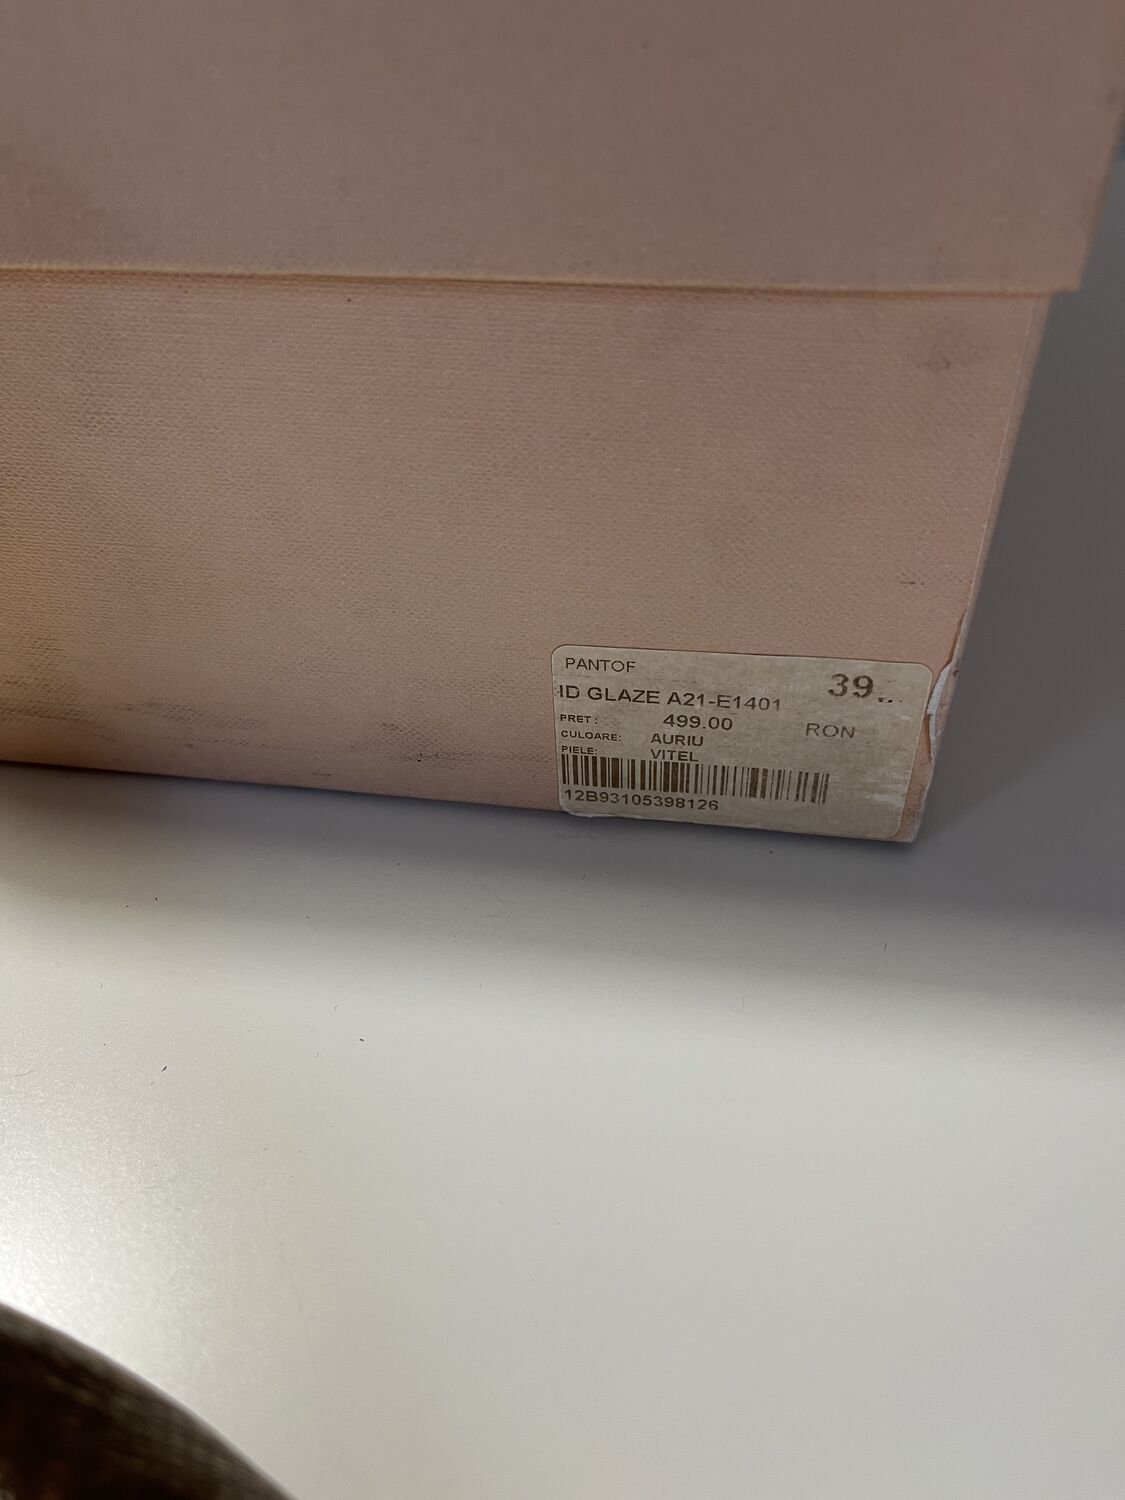 PANTOF
39
ID GLAZE A21-E1401
PRET: 499.00 RON
CULOARE: AURIU
PIELE: VITEL
12B93105398126